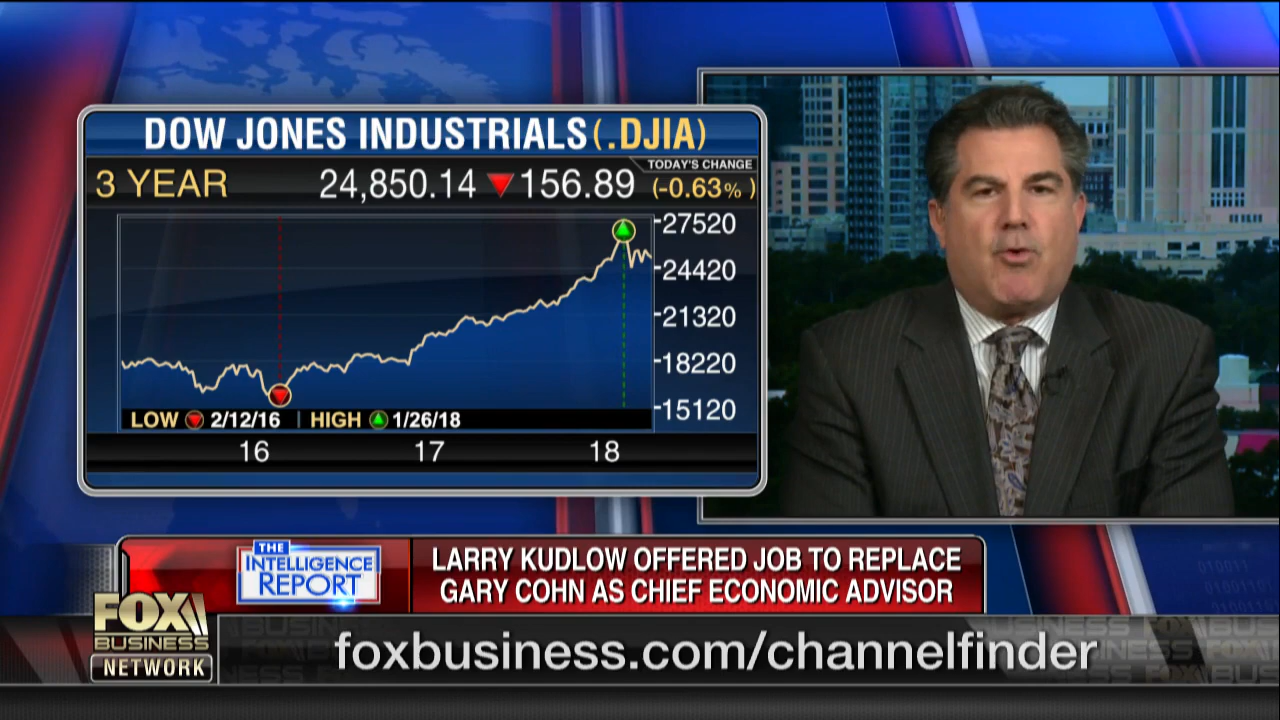 DOW JONES INDUSTRIALS (.DJIA)
TODAY'S CHANGE
3 YEAR 24,850.14 ▼ 156.89 (-0.63%)
27520
24420
21320
18220
15120
LOW 2/12/16 | HIGH 1/26/18
16 17 18
THE
INTELLIGENCE
REPORT
LARRY KUDLOW OFFERED JOB TO REPLACE
GARY COHN AS CHIEF ECONOMIC ADVISOR
FOX
BUSINESS
NETWORK
foxbusiness.com/channelfinder